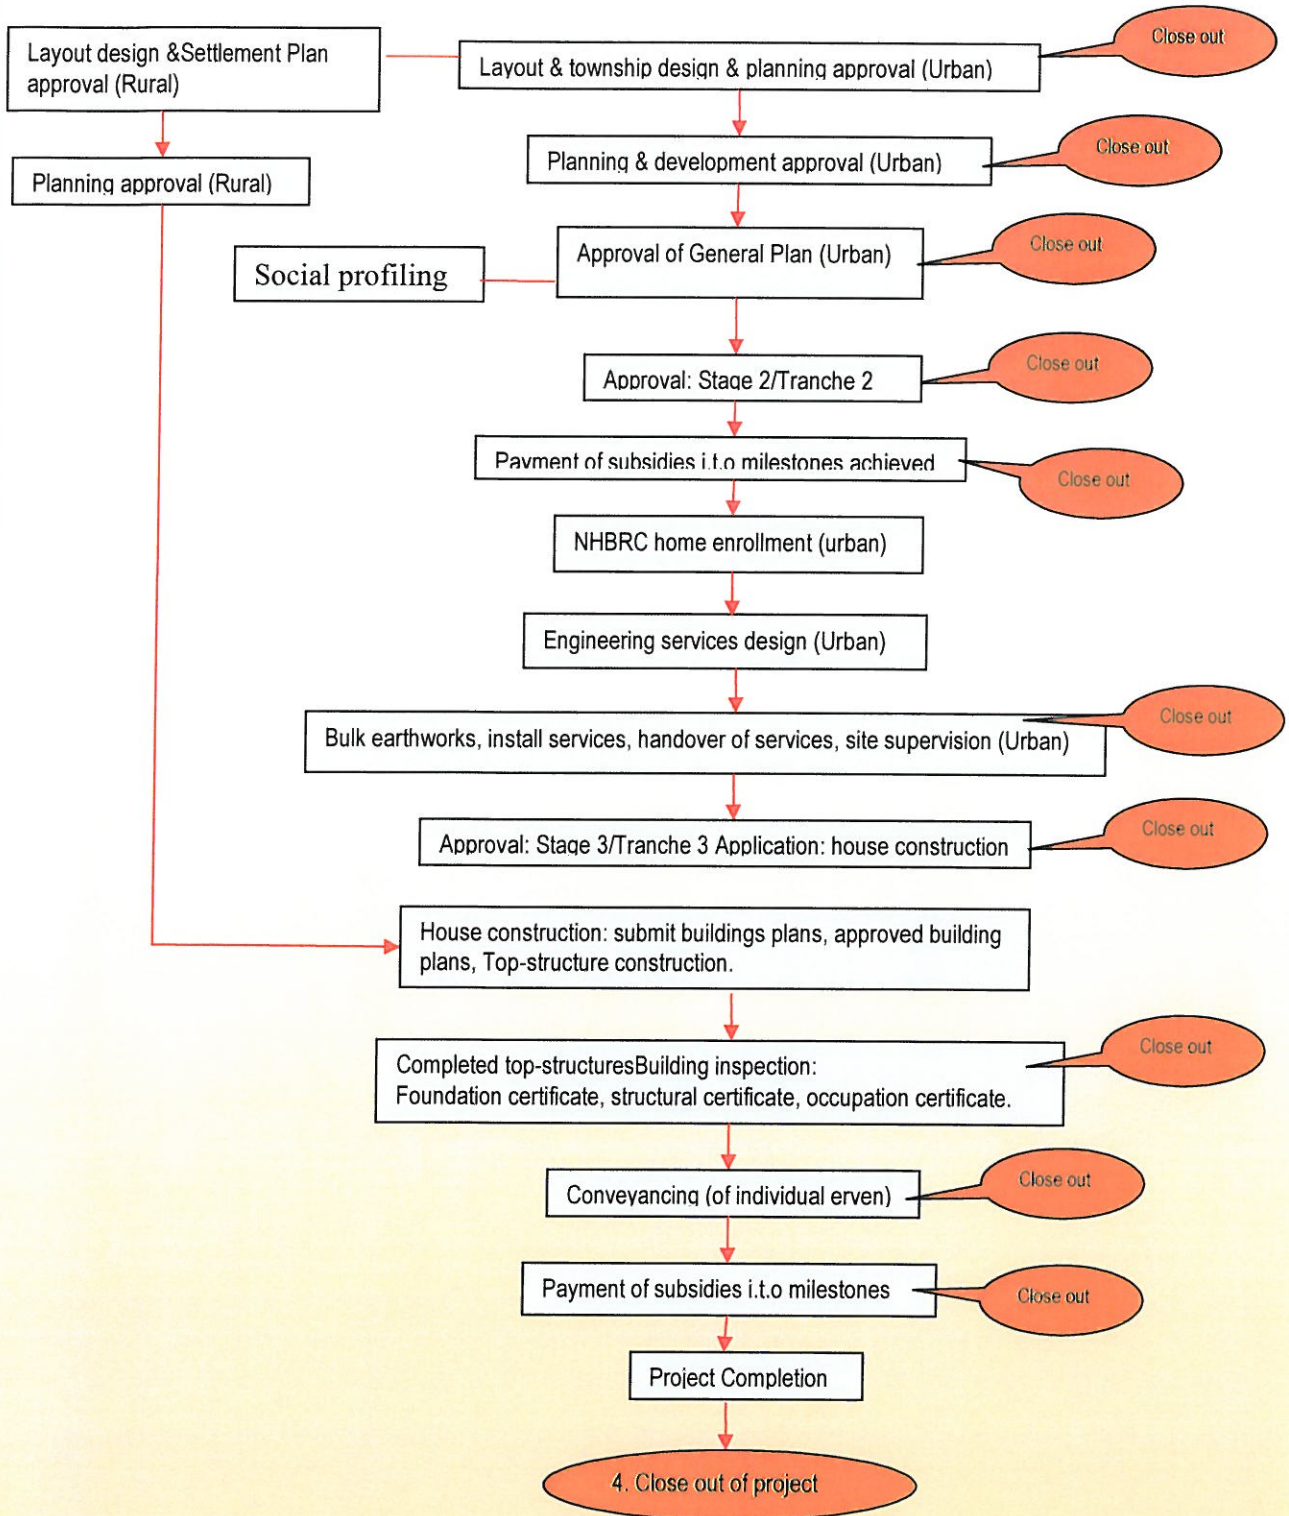 Layout design &Settlement Plan
approval (Rural)
Layout & township design & planning approval (Urban)
Close out
Planning approval (Rural)
Planning & development approval (Urban)
Close out
Social profiling
Approval of General Plan (Urban)
Close out
Approval: Stage 2/Tranche 2
Close out
Payment of subsidies i.t.o milestones achieved
Close out
NHBRC home enrollment (urban)
Engineering services design (Urban)
Bulk earthworks, install services, handover of services, site supervision (Urban)
Close out
Approval: Stage 3/Tranche 3 Application: house construction
Close out
House construction: submit buildings plans, approved building
plans, Top-structure construction.
Completed top-structuresBuilding inspection:
Foundation certificate, structural certificate, occupation certificate.
Close out
Conveyancing (of individual erven)
Close out
Payment of subsidies i.t.o milestones
Close out
Project Completion
4. Close out of project